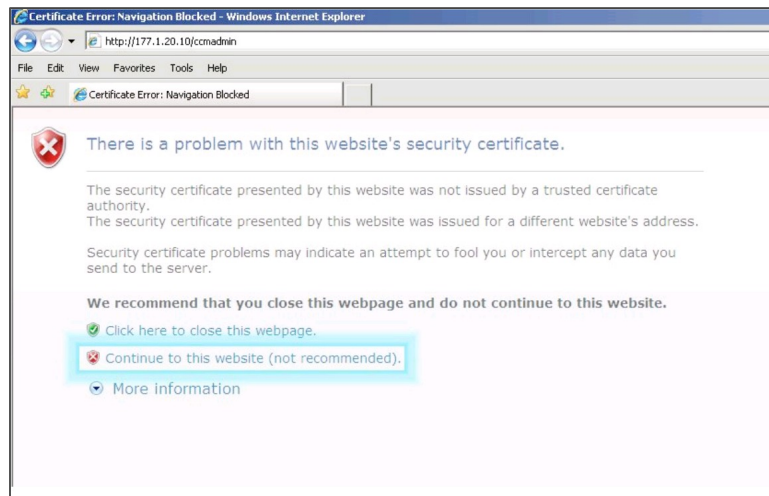 Certificate Error: Navigation Blocked - Windows Internet Explorer
http://177.1.20.10/ccmadmin
File Edit View Favorites Tools Help
Certificate Error: Navigation Blocked
There is a problem with this website's security certificate.
The security certificate presented by this website was not issued by a trusted certificate
authority.
The security certificate presented by this website was issued for a different website's address.
Security certificate problems may indicate an attempt to fool you or intercept any data you
send to the server.
We recommend that you close this webpage and do not continue to this website.
Click here to close this webpage.
Continue to this website (not recommended).
More information